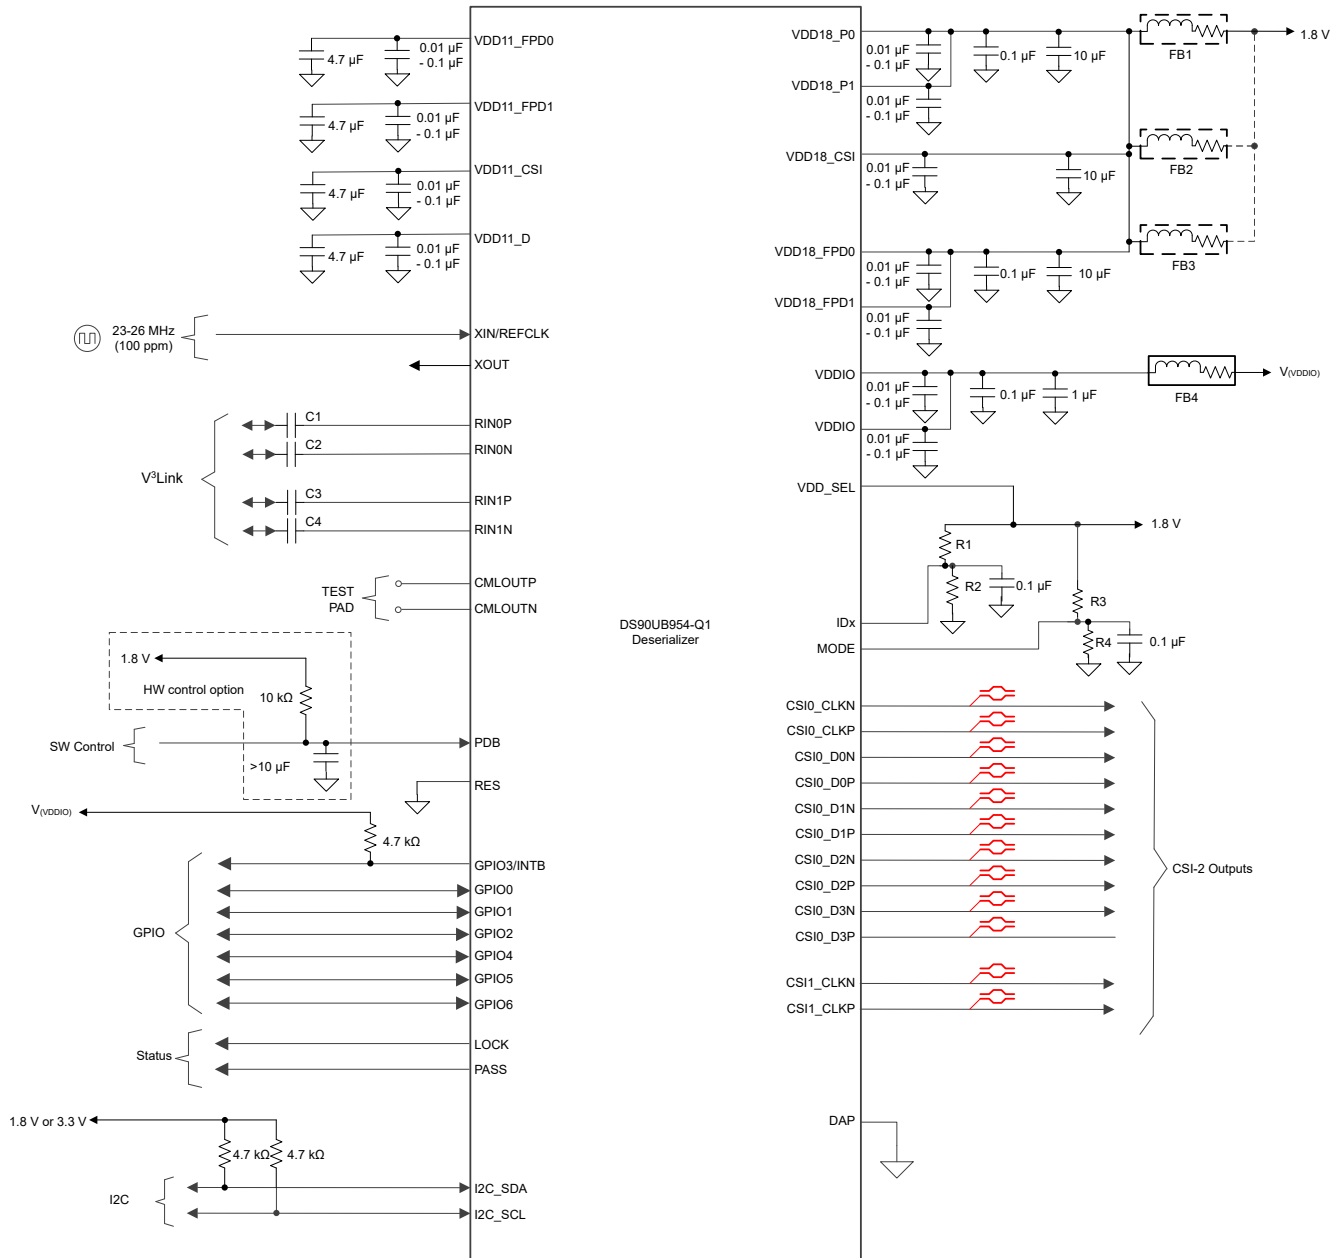 VDD11_FPD0
4.7 µF
0.01 µF
- 0.1 µF
VDD11_FPD1
4.7 µF
0.01 µF
- 0.1 µF
VDD11_CSI
4.7 µF
0.01 µF
- 0.1 µF
VDD11_D
4.7 µF
0.01 µF
- 0.1 µF
23-26 MHz
(100 ppm)
XIN/REFCLK
XOUT
V³Link
C1
RIN0P
C2
RIN0N
C3
RIN1P
C4
RIN1N
TEST
PAD
CMLOUTP
CMLOUTN
1.8 V
HW control option
10 kΩ
SW Control
>10 µF
PDB
RES
V(VDDIO)
4.7 kΩ
GPIO
GPIO3/INTB
GPIO0
GPIO1
GPIO2
GPIO4
GPIO5
GPIO6
Status
LOCK
PASS
1.8 V or 3.3 V
4.7 kΩ
4.7 kΩ
I2C
I2C_SDA
I2C_SCL
DS90UB954-Q1
Deserializer
VDD18_P0
0.01 µF
- 0.1 µF
0.1 µF
10 µF
FB1
1.8 V
VDD18_P1
0.01 µF
- 0.1 µF
VDD18_CSI
0.01 µF
- 0.1 µF
10 µF
FB2
VDD18_FPD0
0.01 µF
- 0.1 µF
0.1 µF
10 µF
FB3
VDD18_FPD1
0.01 µF
- 0.1 µF
VDDIO
0.01 µF
- 0.1 µF
0.1 µF
1 µF
FB4
V(VDDIO)
VDDIO
0.01 µF
- 0.1 µF
VDD_SEL
1.8 V
R1
R2
0.1 µF
R3
R4
0.1 µF
IDx
MODE
CSI0_CLKN
CSI0_CLKP
CSI0_D0N
CSI0_D0P
CSI0_D1N
CSI0_D1P
CSI0_D2N
CSI0_D2P
CSI0_D3N
CSI0_D3P
CSI1_CLKN
CSI1_CLKP
CSI-2 Outputs
DAP